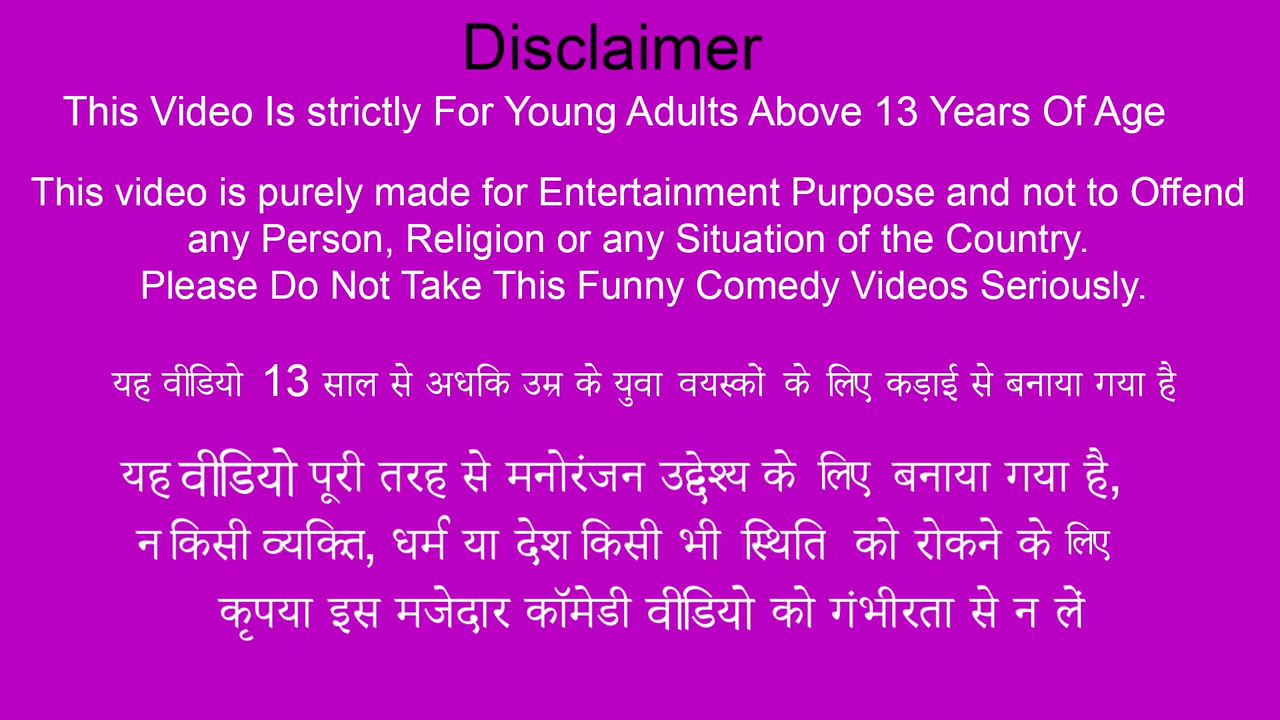 Disclaimer
This Video Is strictly For Young Adults Above 13 Years Of Age
This video is purely made for Entertainment Purpose and not to Offend
any Person, Religion or any Situation of the Country.
Please Do Not Take This Funny Comedy Videos Seriously.
यह वीडियो 13 साल से अधकि उम्र के युवा वयस्कों के लिए कड़ाई से बनाया गया है
यह वीडियो पूरी तरह से मनोरंजन उद्देश्य के लिए बनाया गया है,
न किसी व्यक्ति, धर्म या देश किसी भी स्थिति को रोकने के लिए
कृपया इस मजेदार कॉमेडी वीडियो को गंभीरता से न लें